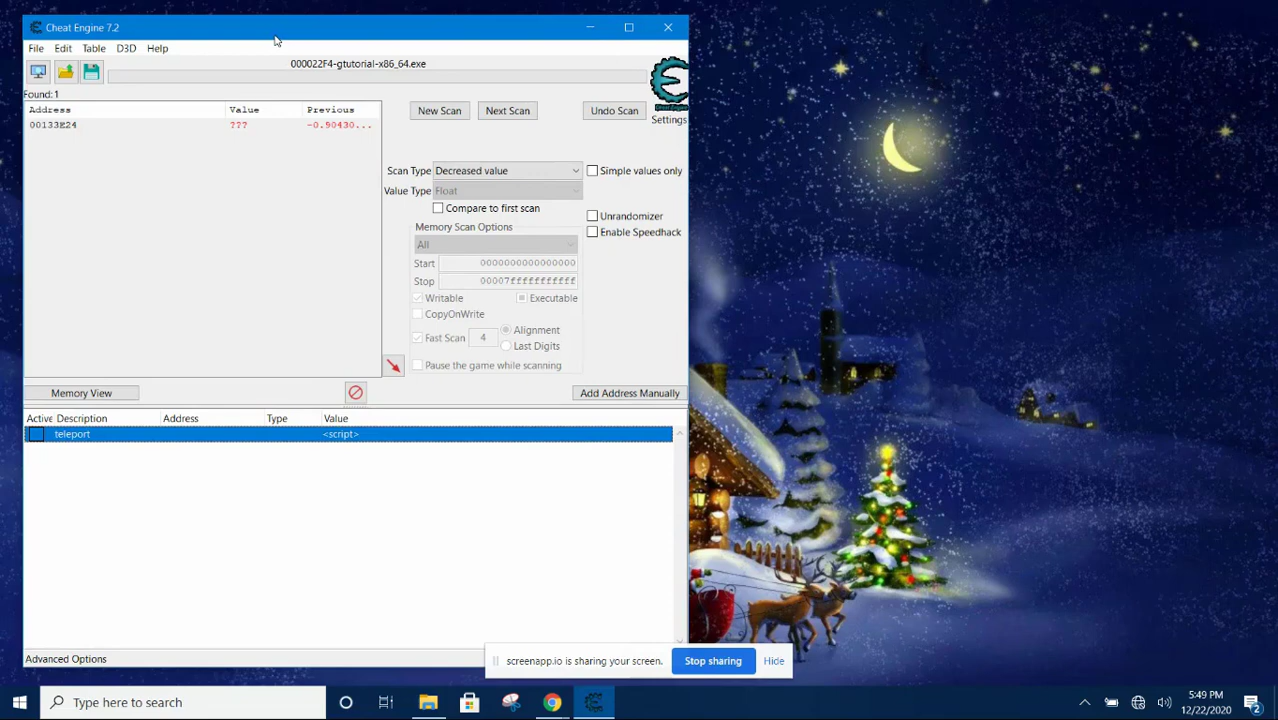 Cheat Engine 7.2
File Edit Table D3D Help
000022F4-gtutorial-x86_64.exe
Found:1
Address Value Previous
00133E24 ??? -0.90430...
New Scan Next Scan Undo Scan
Cheat Engine
Settings
Scan Type Decreased value Simple values only
Value Type Float
Compare to first scan
Memory Scan Options
All
Unrandomizer
Enable Speedhack
Start 0000000000000000
Stop 00007fffffffffff
Writable Executable
CopyOnWrite
Fast Scan 4 Alignment
Last Digits
Pause the game while scanning
Memory View Add Address Manually
Active Description Address Type Value
teleport <script>
Advanced Options
screenapp.io is sharing your screen. Stop sharing Hide
Type here to search
5:49 PM
12/22/2020
2